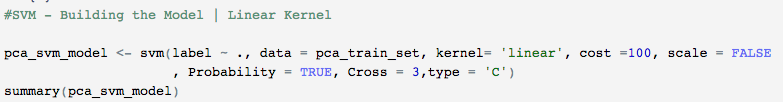 #SVM - Building the Model | Linear Kernel
pca_svm_model <- svm(label ~ ., data = pca_train_set, kernel= 'linear', cost =100, scale = FALSE
, Probability = TRUE, Cross = 3,type = 'C')
summary(pca_svm_model)